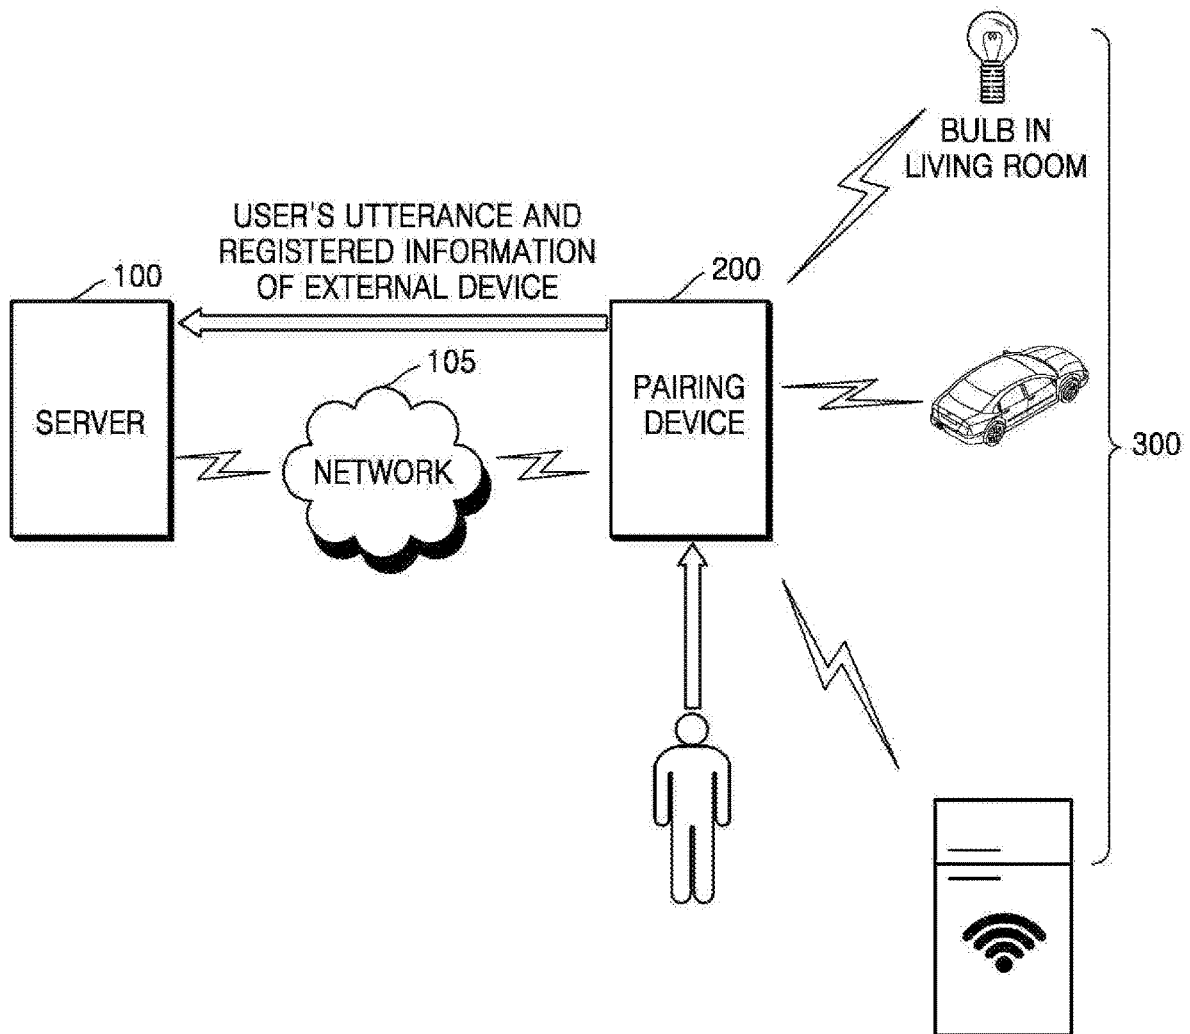 BULB IN
LIVING ROOM
USER'S UTTERANCE AND
REGISTERED INFORMATION
OF EXTERNAL DEVICE
100
200
105
SERVER
NETWORK
PAIRING
DEVICE
300